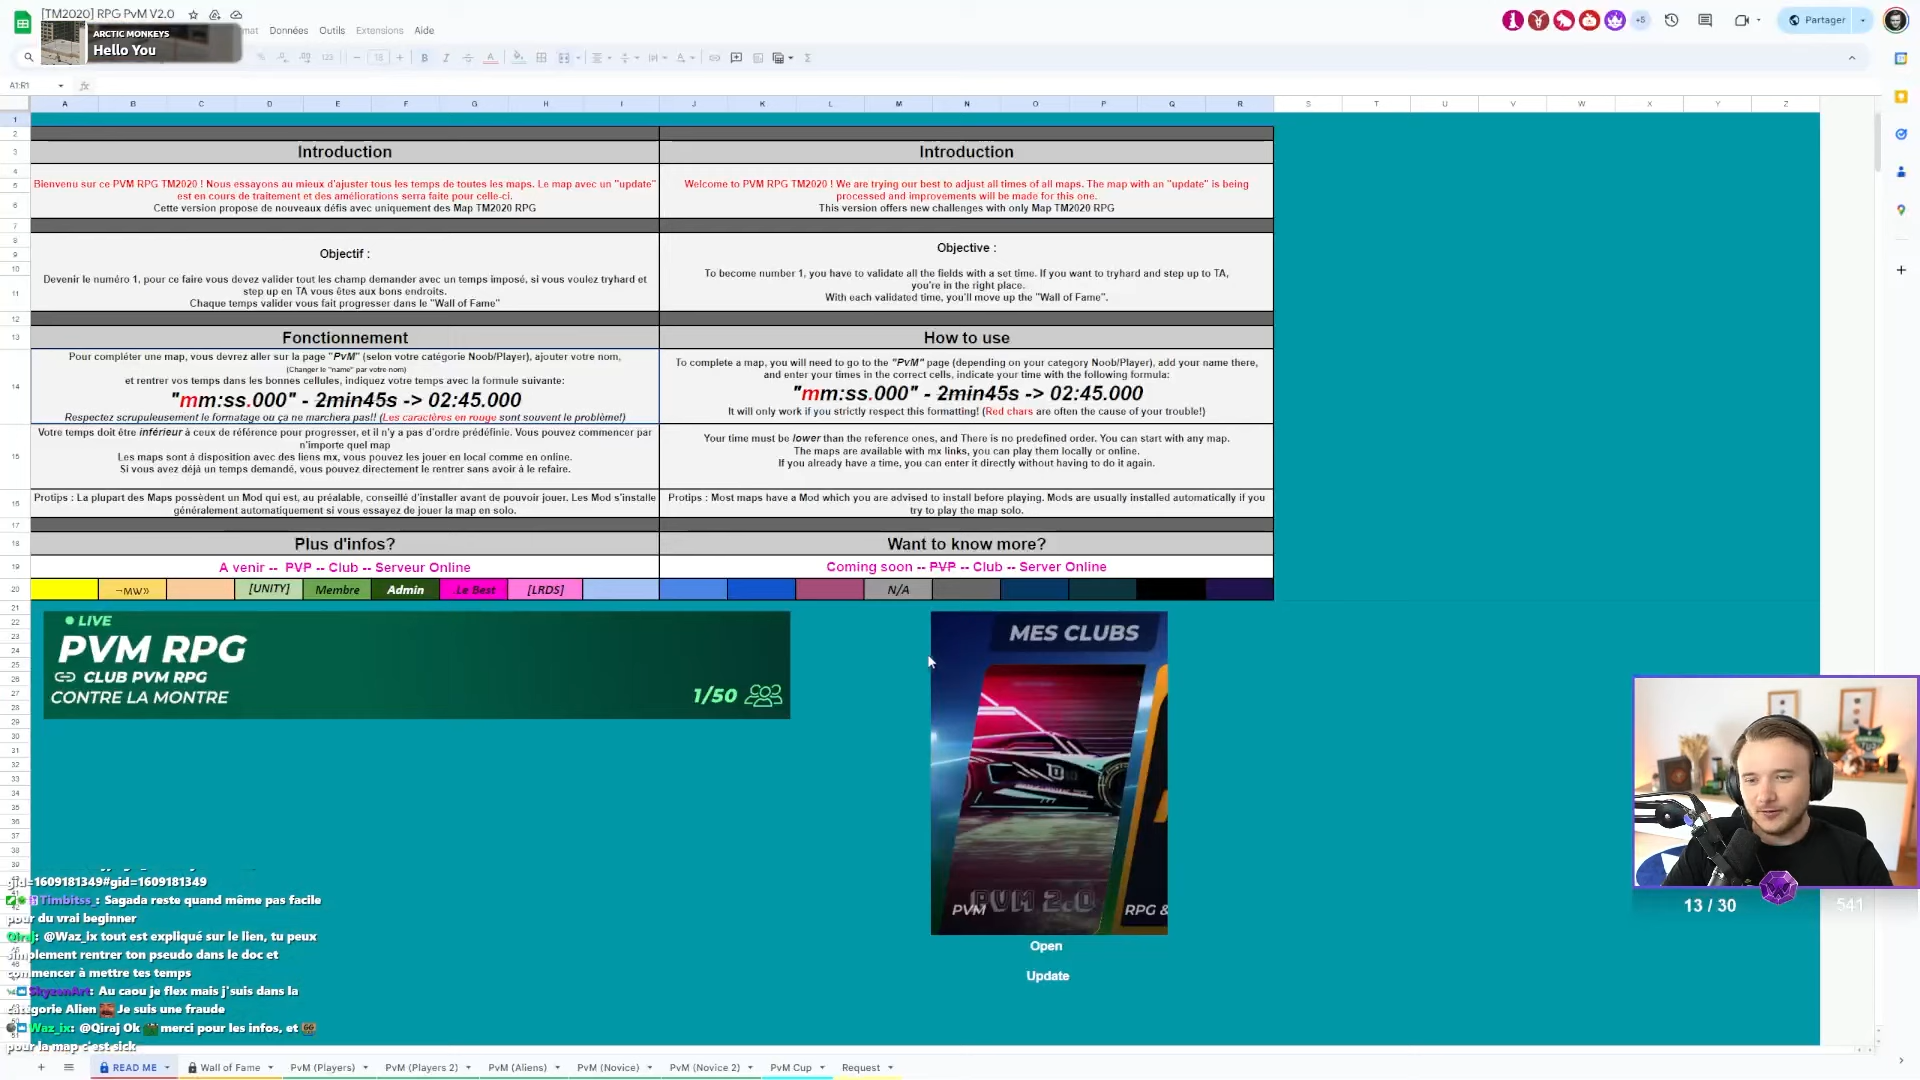 [TM2020] RPG PvM V2.0
ARCTIC MONKEYS
Hello You
mat Données Outils Extensions Aide
+5
Partager
123 18
A1:R1
fx
A B C D E F G H I J K L M N O P Q R S T U V W X Y Z
Introduction
Bienvenu sur ce PVM RPG TM2020 ! Nous essayons au mieux d'ajuster tous les temps de toutes les maps. Le map avec un "update"
est en cours de traitement et des améliorations serra faite pour celle-ci.
Cette version propose de nouveaux défis avec uniquement des Map TM2020 RPG
Introduction
Welcome to PVM RPG TM2020 ! We are trying our best to adjust all times of all maps. The map with an "update" is being
processed and improvements will be made for this one.
This version offers new challenges with only Map TM2020 RPG
Objectif :
Devenir le numéro 1, pour ce faire vous devez valider tout les champ demander avec un temps imposé, si vous voulez tryhard et
step up en TA vous êtes aux bons endroits.
Chaque temps valider vous fait progresser dans le "Wall of Fame"
Objective :
To become number 1, you have to validate all the fields with a set time. If you want to tryhard and step up to TA,
you're in the right place.
With each validated time, you'll move up the "Wall of Fame".
Fonctionnement
Pour compléter une map, vous devrez aller sur la page "PvM" (selon votre catégorie Noob/Player), ajouter votre nom,
(Changer le "name" par votre nom)
et rentrer vos temps dans les bonnes cellules, indiquez votre temps avec la formule suivante:
"mm:ss.000" - 2min45s -> 02:45.000
Respectez scrupuleusement le formatage ou ça ne marchera pas!! (Les caractères en rouge sont souvent le problème!)
How to use
To complete a map, you will need to go to the "PvM" page (depending on your category Noob/Player), add your name there,
and enter your times in the correct cells, indicate your time with the following formula:
"mm:ss.000" - 2min45s -> 02:45.000
It will only work if you strictly respect this formatting! (Red chars are often the cause of your trouble!)
Votre temps doit être inférieur à ceux de référence pour progresser, et il n'y a pas d'ordre prédéfinie. Vous pouvez commencer par
n'importe quel map
Les maps sont à disposition avec des liens mx, vous pouvez les jouer en local comme en online.
Si vous avez déjà un temps demandé, vous pouvez directement le rentrer sans avoir à le refaire.
Your time must be lower than the reference ones, and There is no predefined order. You can start with any map.
The maps are available with mx links, you can play them locally or online.
If you already have a time, you can enter it directly without having to do it again.
Protips : La plupart des Maps possèdent un Mod qui est, au préalable, conseillé d'installer avant de pouvoir jouer. Les Mod s'installe
généralement automatiquement si vous essayez de jouer la map en solo.
Protips : Most maps have a Mod which you are advised to install before playing. Mods are usually installed automatically if you
try to play the map solo.
Plus d'infos?
A venir -- PVP -- Club -- Serveur Online
Want to know more?
Coming soon -- PVP -- Club -- Server Online
¬MW» [UNITY] Membre Admin .Le Best [LRDS] N/A
LIVE
PVM RPG
CLUB PVM RPG
CONTRE LA MONTRE
1/50
MES CLUBS
PVM
PVM 2.0
RPG &
Open
Update
gid=1609181349#gid=1609181349
Timbitss_: Sagada reste quand même pas facile
pour du vrai beginner
Qiraj: @Waz_ix tout est expliqué sur le lien, tu peux
simplement rentrer ton pseudo dans le doc et
commencer à mettre tes temps
SkyzenArt: Au caou je flex mais j'suis dans la
catégorie Alien Je suis une fraude
Waz_ix: @Qiraj Ok merci pour les infos, et
pour la map c'est sick
13 / 30
541
READ ME Wall of Fame PvM (Players) PvM (Players 2) PvM (Aliens) PvM (Novice) PvM (Novice 2) PvM Cup Request